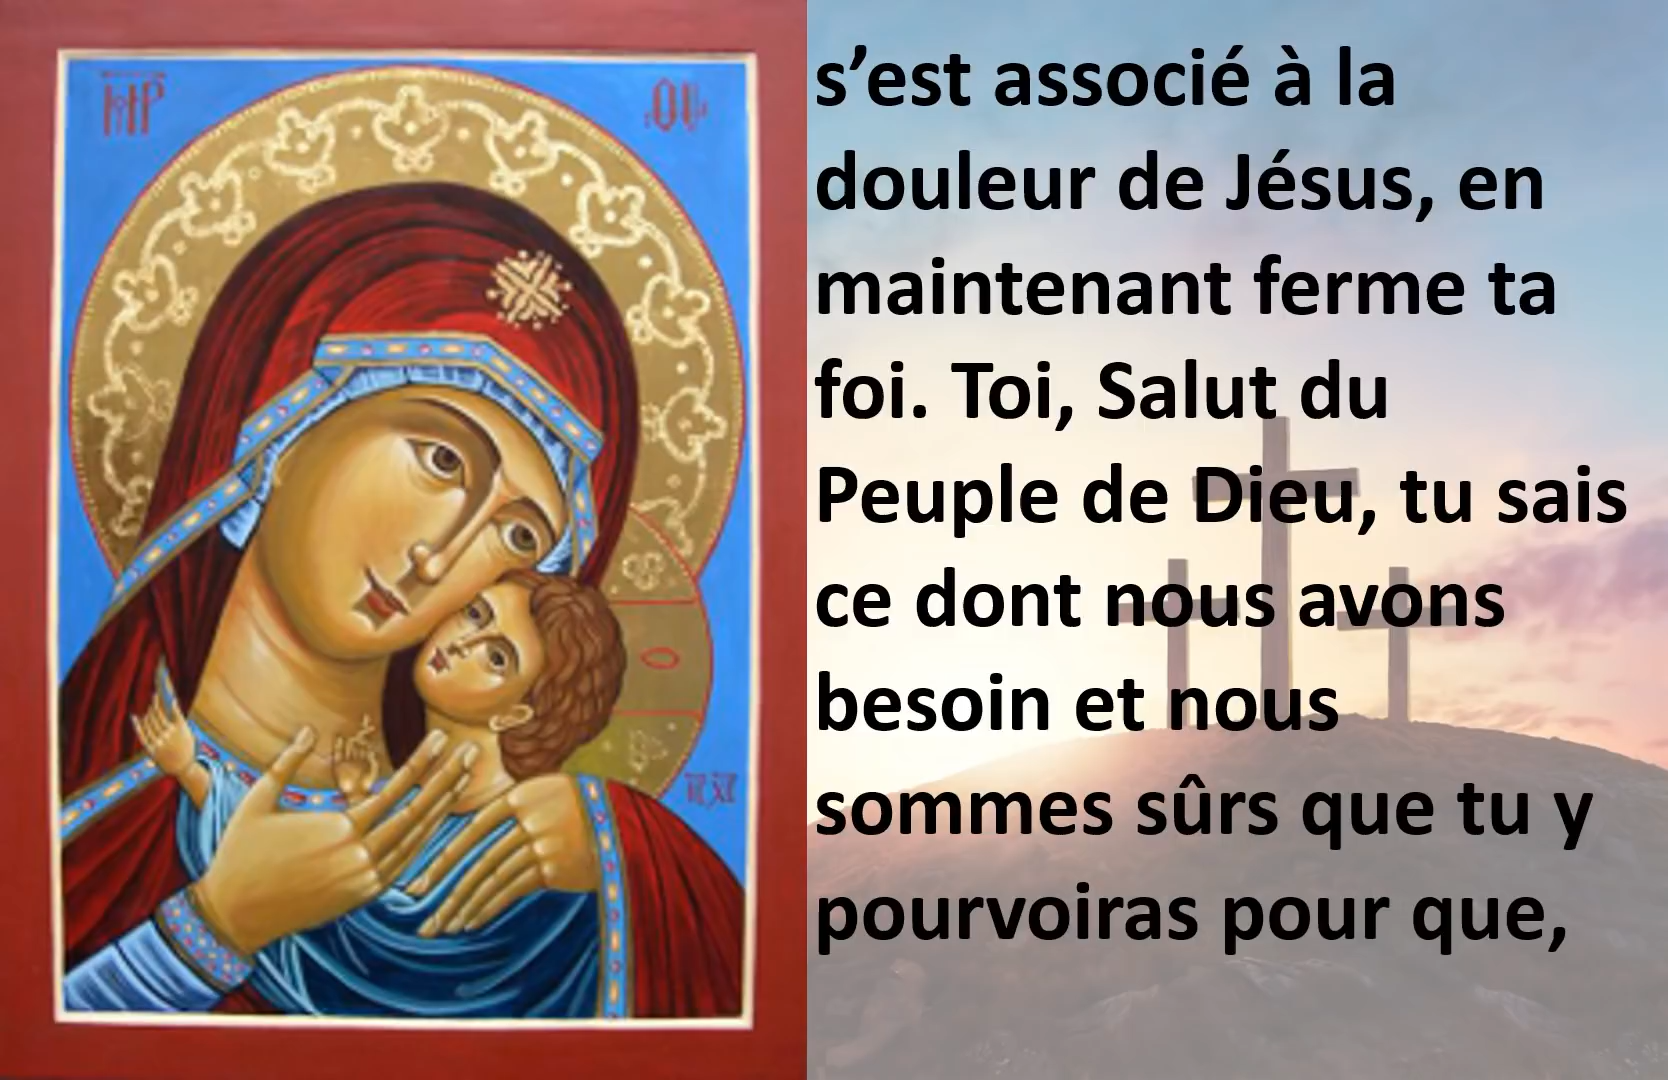 s’est associé à la
douleur de Jésus, en
maintenant ferme ta
foi. Toi, Salut du
Peuple de Dieu, tu sais
ce dont nous avons
besoin et nous
sommes sûrs que tu y
pourvoiras pour que,